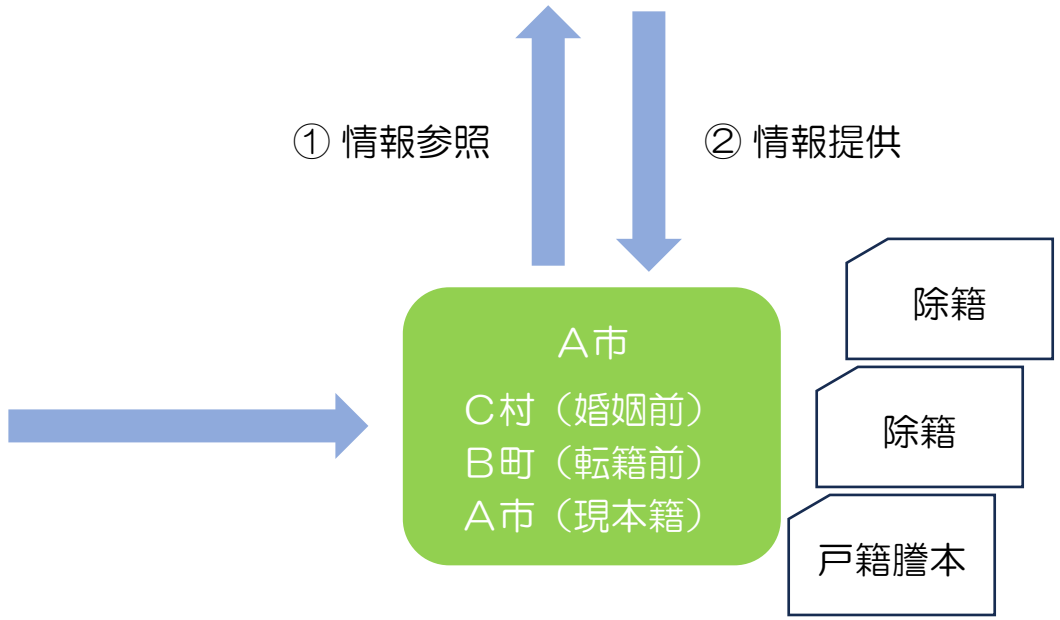 ① 情報参照
② 情報提供
除籍
A市
C村（婚姻前）
除籍
B町（転籍前）
A市（現本籍）
戸籍謄本